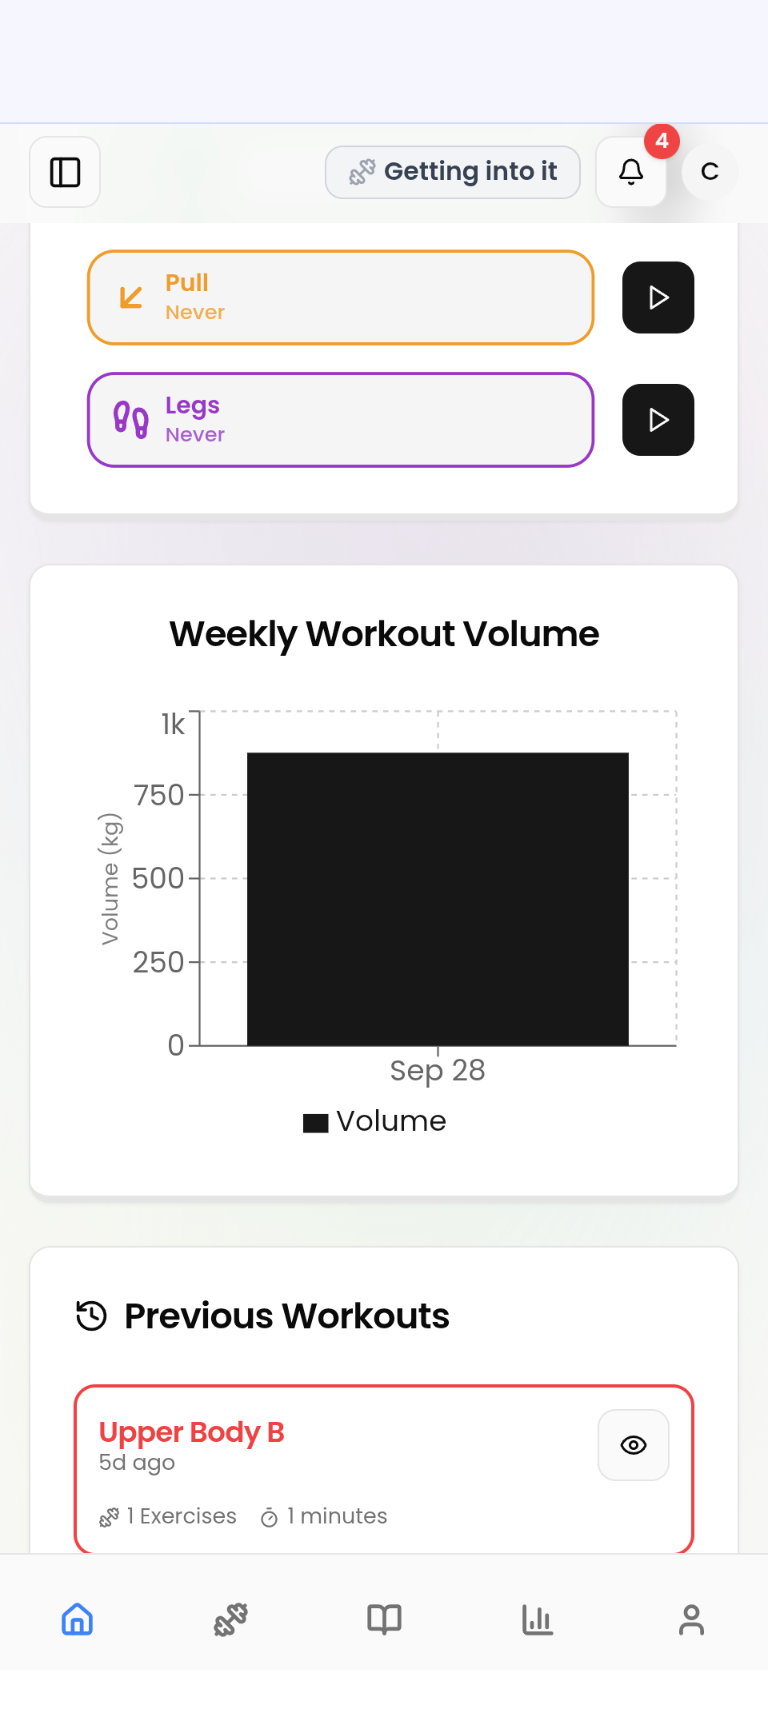 Getting into it
4
C
Pull
Never
Legs
Never
Weekly Workout Volume
1k
750
500
250
0
Volume (kg)
Sep 28
Volume
Previous Workouts
Upper Body B
5d ago
1 Exercises 1 minutes